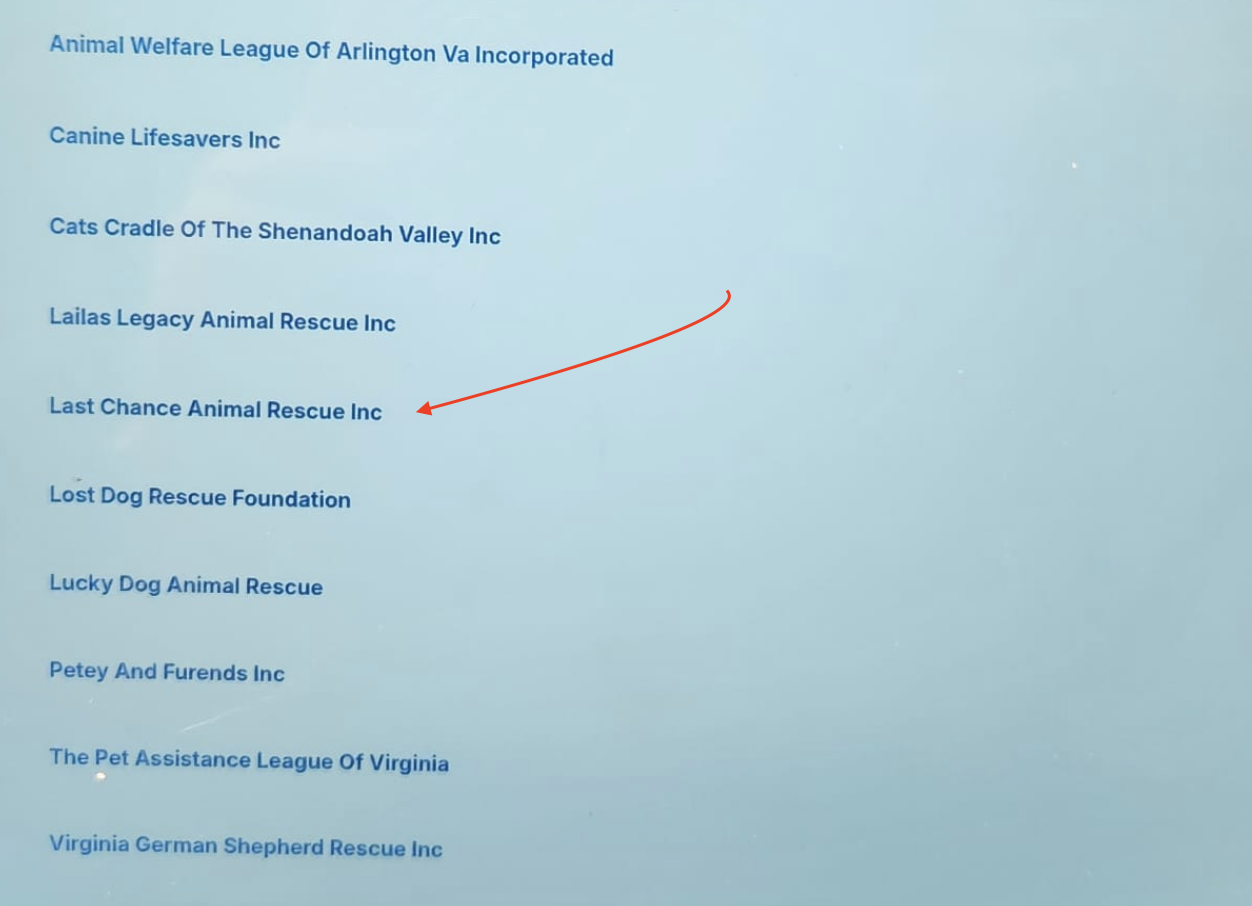 Animal Welfare League Of Arlington Va Incorporated
Canine Lifesavers Inc
Cats Cradle Of The Shenandoah Valley Inc
Lailas Legacy Animal Rescue Inc
Last Chance Animal Rescue Inc
Lost Dog Rescue Foundation
Lucky Dog Animal Rescue
Petey And Furends Inc
The Pet Assistance League Of Virginia
Virginia German Shepherd Rescue Inc